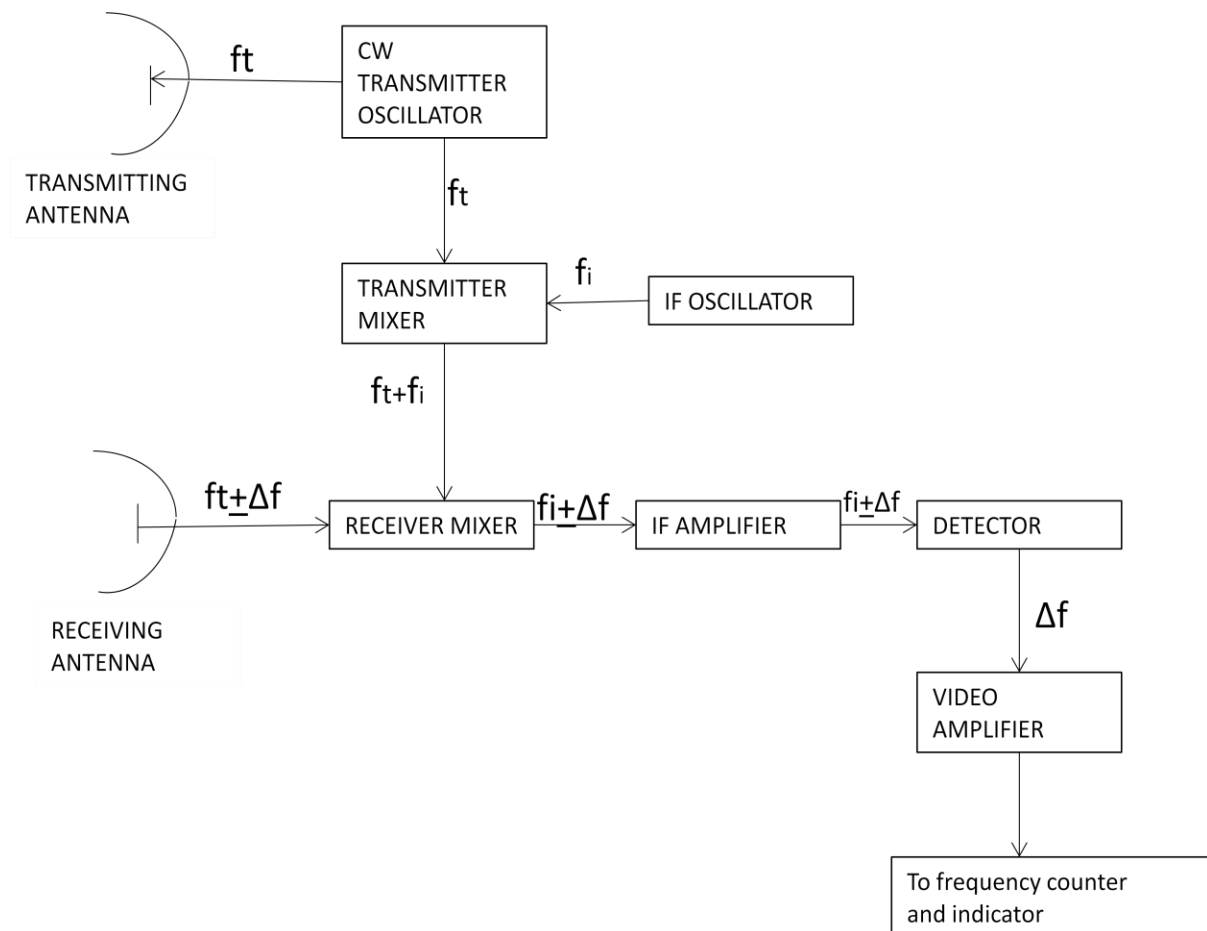 ft
CW
TRANSMITTER
OSCILLATOR
TRANSMITTING
ANTENNA
ft
TRANSMITTER
MIXER
fi
IF OSCILLATOR
ft+fi
ft±Δf
RECEIVER MIXER
fi±Δf
IF AMPLIFIER
fi±Δf
DETECTOR
RECEIVING
ANTENNA
Δf
VIDEO
AMPLIFIER
To frequency counter
and indicator